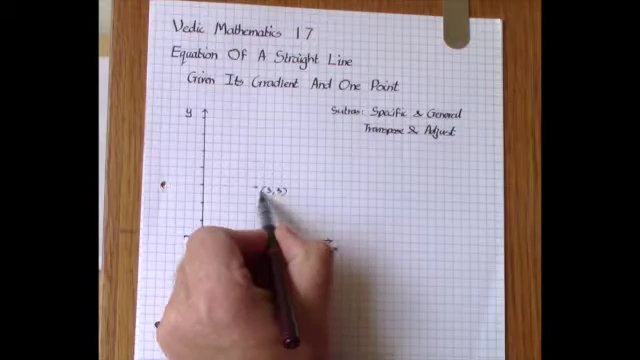 Vedic Mathematics 17
Equation Of A Straight Line
Given Its Gradient And One Point
Sutras: Specific & General
Transpose & Adjust
y
(3,3)